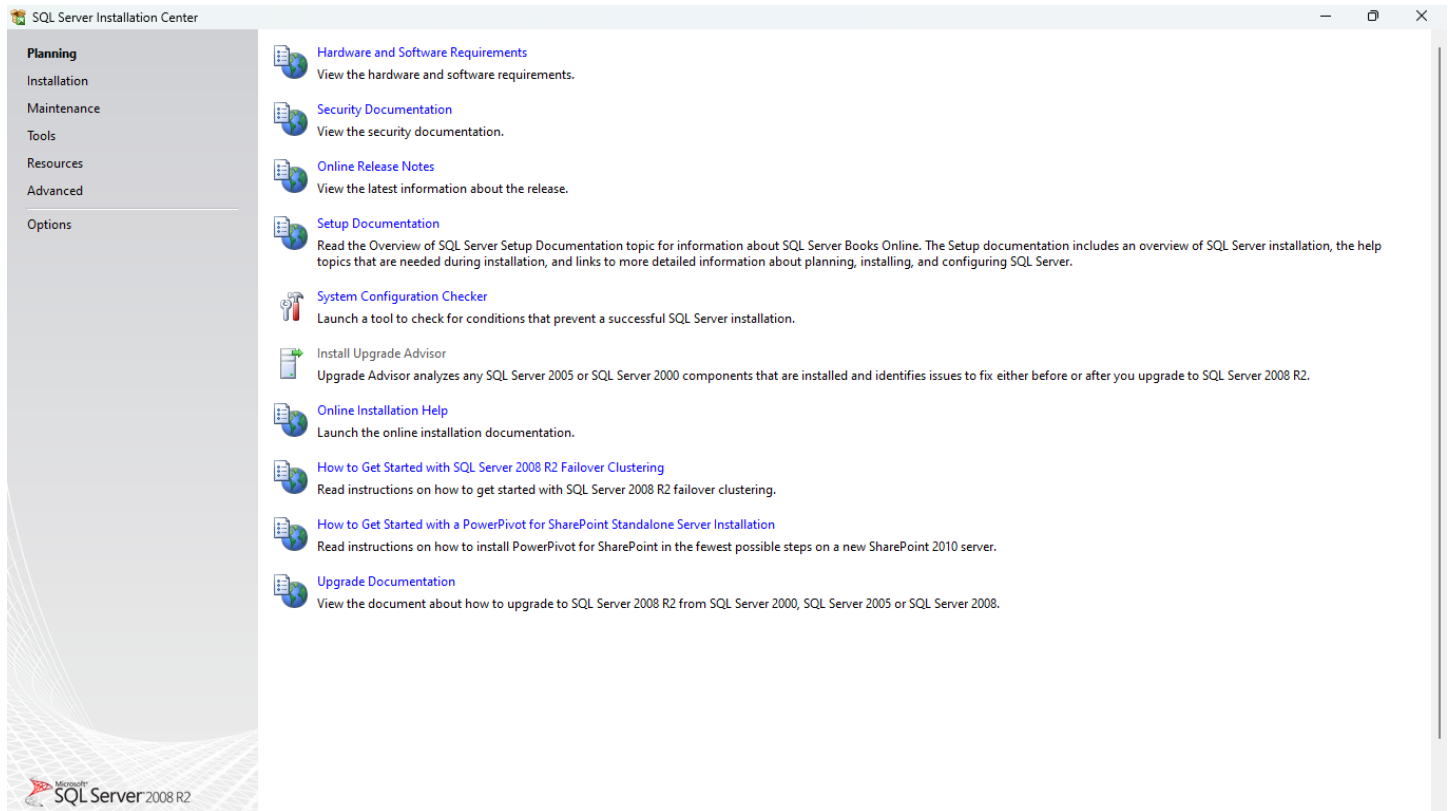 SQL Server Installation Center
Planning
Installation
Maintenance
Tools
Resources
Advanced
Options
Hardware and Software Requirements
View the hardware and software requirements.
Security Documentation
View the security documentation.
Online Release Notes
View the latest information about the release.
Setup Documentation
Read the Overview of SQL Server Setup Documentation topic for information about SQL Server Books Online. The Setup documentation includes an overview of SQL Server installation, the help
topics that are needed during installation, and links to more detailed information about planning, installing, and configuring SQL Server.
System Configuration Checker
Launch a tool to check for conditions that prevent a successful SQL Server installation.
Install Upgrade Advisor
Upgrade Advisor analyzes any SQL Server 2005 or SQL Server 2000 components that are installed and identifies issues to fix either before or after you upgrade to SQL Server 2008 R2.
Online Installation Help
Launch the online installation documentation.
How to Get Started with SQL Server 2008 R2 Failover Clustering
Read instructions on how to get started with SQL Server 2008 R2 failover clustering.
How to Get Started with a PowerPivot for SharePoint Standalone Server Installation
Read instructions on how to install PowerPivot for SharePoint in the fewest possible steps on a new SharePoint 2010 server.
Upgrade Documentation
View the document about how to upgrade to SQL Server 2008 R2 from SQL Server 2000, SQL Server 2005 or SQL Server 2008.
Microsoft
SQL Server 2008 R2